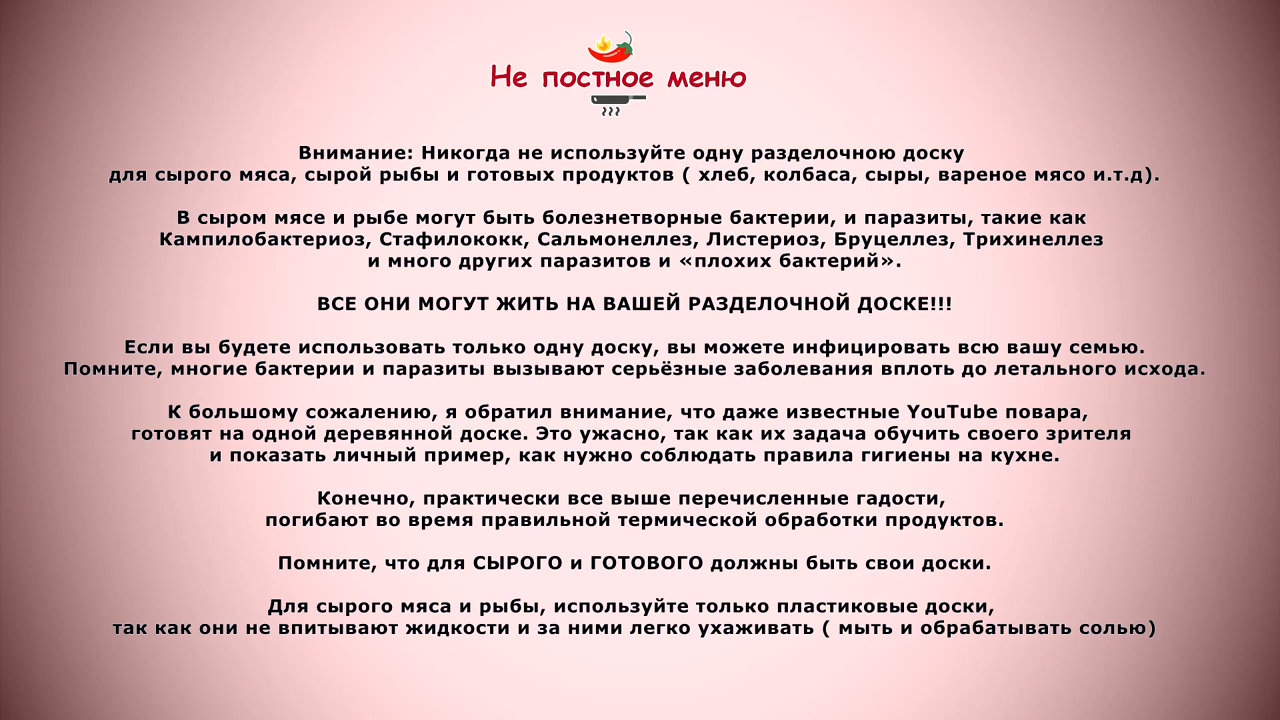 Не постное меню
Внимание: Никогда не используйте одну разделочною доску
для сырого мяса, сырой рыбы и готовых продуктов ( хлеб, колбаса, сыры, вареное мясо и.т.д).
В сыром мясе и рыбе могут быть болезнетворные бактерии, и паразиты, такие как
Кампилобактериоз, Стафилококк, Сальмонеллез, Листериоз, Бруцеллез, Трихинеллез
и много других паразитов и «плохих бактерий».
ВСЕ ОНИ МОГУТ ЖИТЬ НА ВАШЕЙ РАЗДЕЛОЧНОЙ ДОСКЕ!!!
Если вы будете использовать только одну доску, вы можете инфицировать всю вашу семью.
Помните, многие бактерии и паразиты вызывают серьёзные заболевания вплоть до летального исхода.
К большому сожалению, я обратил внимание, что даже известные YouTube повара,
готовят на одной деревянной доске. Это ужасно, так как их задача обучить своего зрителя
и показать личный пример, как нужно соблюдать правила гигиены на кухне.
Конечно, практически все выше перечисленные гадости,
погибают во время правильной термической обработки продуктов.
Помните, что для СЫРОГО и ГОТОВОГО должны быть свои доски.
Для сырого мяса и рыбы, используйте только пластиковые доски,
так как они не впитывают жидкости и за ними легко ухаживать ( мыть и обрабатывать солью)